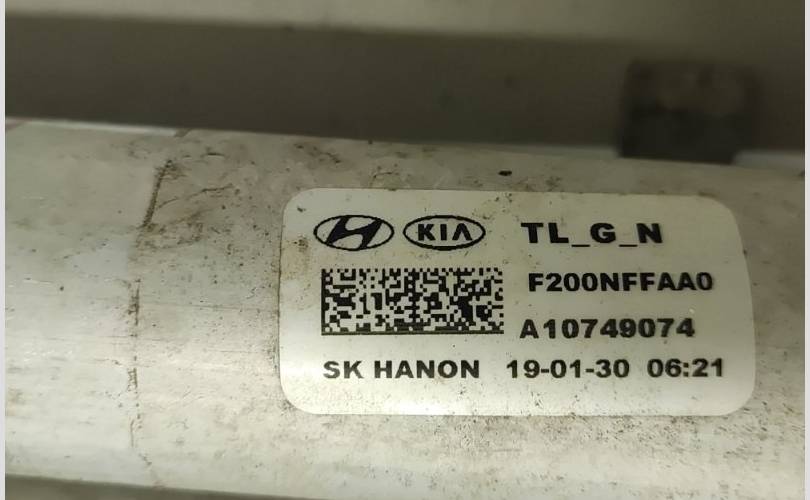 KIA TL_G_N
F200NFFAA0
A10749074
SK HANON 19-01-30 06:21